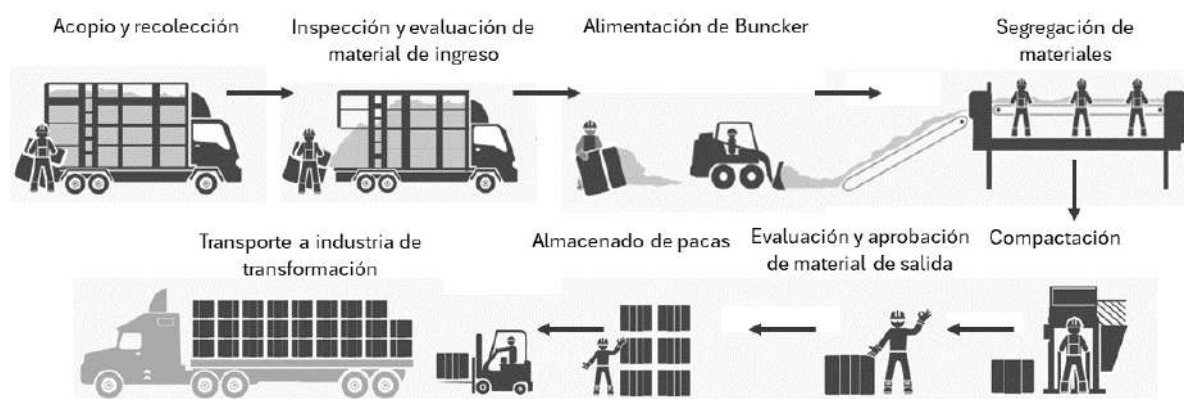 Acopio y recolección
Inspección y evaluación de
material de ingreso
Alimentación de Buncker
Segregación de
materiales
Compactación
Evaluación y aprobación
de material de salida
Almacenado de pacas
Transporte a industria de
transformación